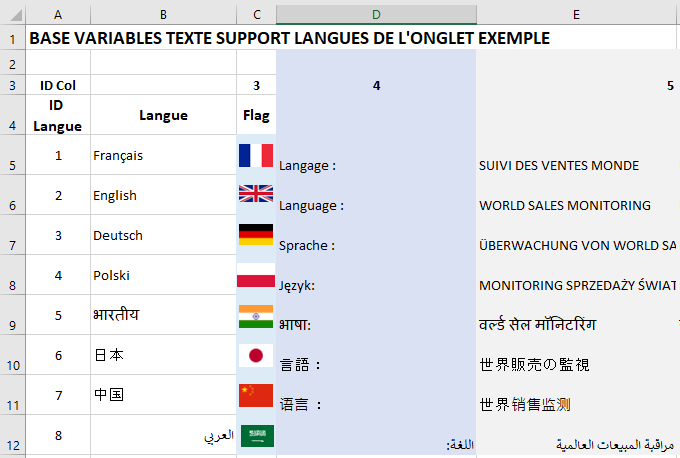 A B C D E
1 BASE VARIABLES TEXTE SUPPORT LANGUES DE L'ONGLET EXEMPLE
2
3 ID Col 3 4 5
4 ID Langue Langue Flag
5 1 Français Langage : SUIVI DES VENTES MONDE
6 2 English Language : WORLD SALES MONITORING
7 3 Deutsch Sprache : ÜBERWACHUNG VON WORLD SA
8 4 Polski Język: MONITORING SPRZEDAŻY ŚWIAT
9 5 भारतीय भाषा: वर्ल्ड सेल मॉनिटरिंग
10 6 日本 言語 : 世界販売の監視
11 7 中国 语言 : 世界销售监测
12 8 العربي اللغة: مراقبة المبيعات العالمية